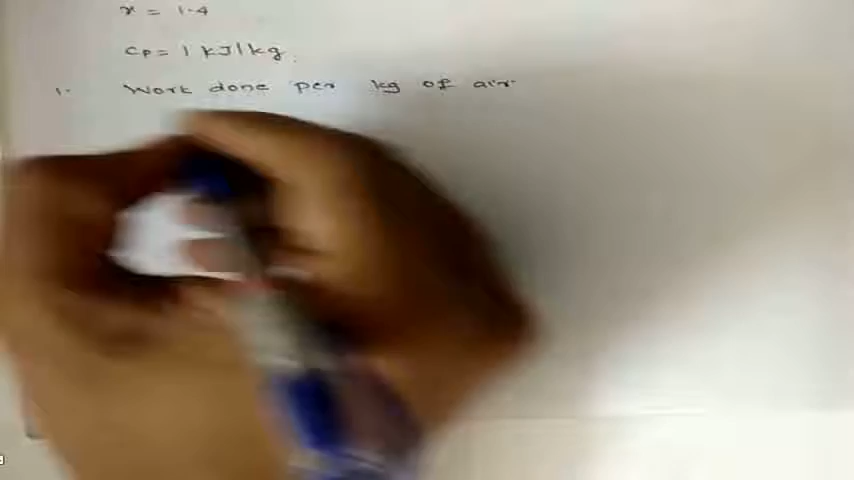 γ = 1.4
CP = 1 kJ/kg
1. Work done per kg of air